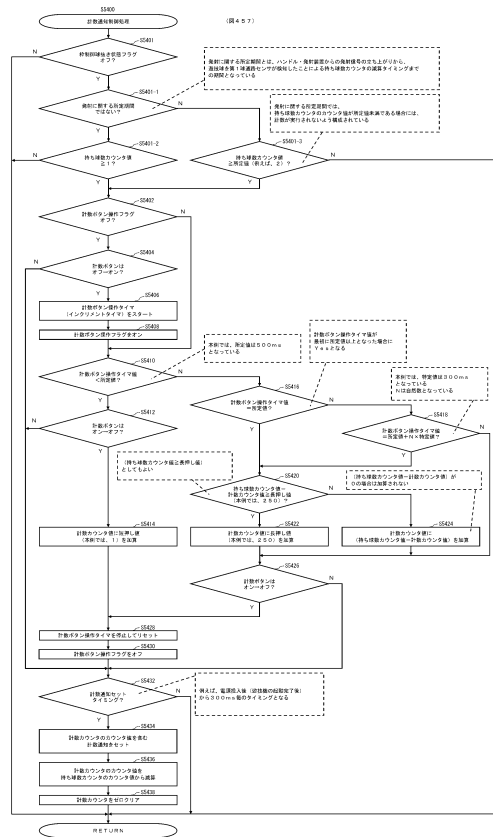 S5400
計数通知制御処理
(図457)
S5401
枠制御球抜き状態フラグ
オフ?
N
Y
発射に関する所定期間とは、ハンドル・発射装置からの発射信号の立ち上がりから、
遊技球を第1球通路センサが検知したことによる持ち球数カウンタの減算タイミングまで
の期間となっている
S5401-1
発射に関する所定期間
ではない?
N
Y
発射に関する所定期間では、
持ち球数カウンタのカウンタ値が所定値未満である場合には、
計数が実行されないよう構成されている
S5401-2
持ち球数カウンタ値
≧1?
N
Y
S5401-3
持ち球数カウンタ値
≧所定値(例えば、2)?
N
Y
S5402
計数ボタン操作フラグ
オフ?
N
Y
S5404
計数ボタンは
オフ→オン?
N
Y
S5406
計数ボタン操作タイマ
(インクリメントタイマ)をスタート
S5408
計数ボタン操作フラグをオン
S5410
計数ボタン操作タイマ値
<所定値?
N
Y
本例では、所定値は500ms
となっている
計数ボタン操作タイマ値が
最初に所定値以上となった場合に
Yesとなる
S5412
計数ボタンは
オン→オフ?
N
Y
S5416
計数ボタン操作タイマ値
=所定値?
N
Y
本例では、特定値は300ms
となっている
Nは自然数となっている
S5418
計数ボタン操作タイマ値
=所定値+N×特定値?
N
Y
(持ち球数カウンタ値≧長押し値)
としてもよい
S5420
持ち球数カウンタ値−
計数カウンタ値≧長押し値
(本例では、250)?
N
Y
(持ち球数カウンタ値−計数カウンタ値)が
0の場合は加算されない
S5414
計数カウンタ値に短押し値
(本例では、1)を加算
S5422
計数カウンタ値に長押し値
(本例では、250)を加算
S5424
計数カウンタ値に
(持ち球数カウンタ値−計数カウンタ値)を加算
S5426
計数ボタンは
オン→オフ?
N
Y
S5428
計数ボタン操作タイマを停止してリセット
S5430
計数ボタン操作フラグをオフ
S5432
計数通知セット
タイミング?
N
Y
例えば、電源投入後(遊技機の起動完了後)
から300ms毎のタイミングとなる
S5434
計数カウンタのカウンタ値を含む
計数通知をセット
S5436
計数カウンタのカウンタ値を
持ち球数カウンタのカウンタ値から減算
S5438
計数カウンタをゼロクリア
RETURN